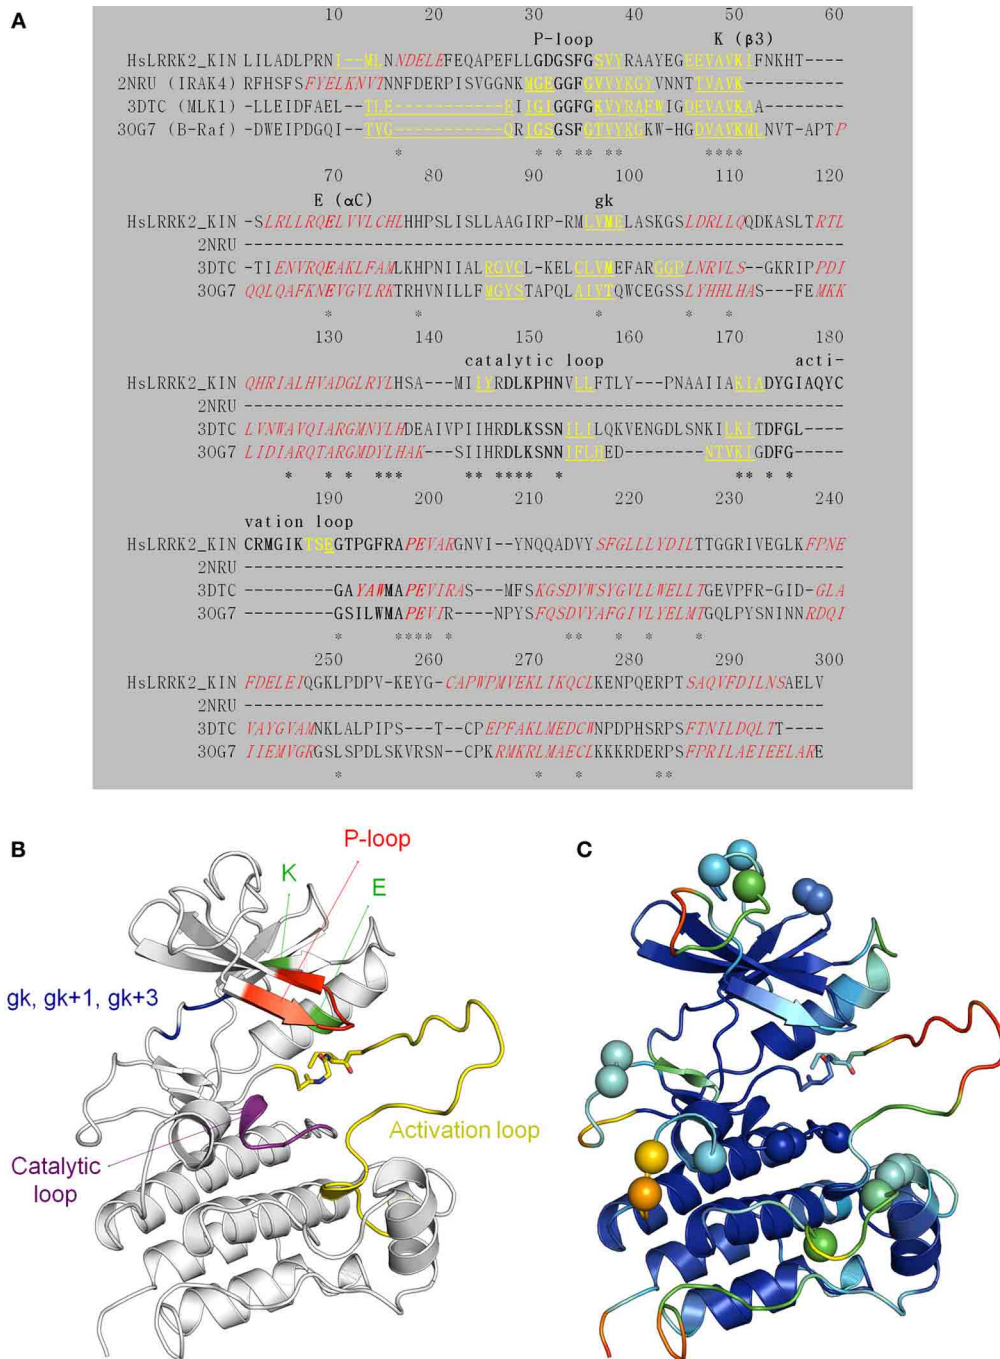 A
10 20 30 40 50 60
P-loop K (β3)
HsLRRK2_KIN LILADLPRNI--MLNNDELEFEQAPEFLLGDGSFGSVYRAAYEGEEVAVKIFNKHT----
2NRU (IRAK4) RFHSFSFYELKNVTNNFDERPISVGGNKMGEGGFGVVYKGYVNNTTVAVK----------
3DTC (MLK1) -LLEIDFAEL--TLE-----------EIIGIGGFGKVYRAFWIGDEVAVKAA--------
3OG7 (B-Raf) -DWEIPDGQI--TVG-----------QRIGSGSFGTVYKGKW-HGDVAVKMLNVT-APTP
* * * ** ** ****
70 80 90 100 110 120
E (αC) gk
HsLRRK2_KIN -SLRLLRQELVVLCHLHHPSLISLLAAGIRP-RMLVMELASKGSLDRLLQQDKASLTRTL
2NRU ------------------------------------------------------------
3DTC -TIENVRQEAKLFAMLKHPNIIALRGVCL-KELCLVMEFARGGPLNRVLS-GKRIPPDI
3OG7 QQLQAFKNEVGVLRKTRHVNILLFMGYSTAPQLAIVTQWCEGSSLYHHLHAS--FEMKK
* * * * *
130 140 150 160 170 180
catalytic loop acti-
HsLRRK2_KIN QHRIALHVADGLRYLHSA---MIIYRDLKPHNVLLFTLY---PNAAIIAKIADYGIAQYC
2NRU ------------------------------------------------------------
3DTC LVNWAVQIARGMNYLHDEAIVPIIHRDLKSSNILILQKVENGDLSNKILKITDFGL----
3OG7 LIDIARQTARGMDYLHAK---SIIHRDLKSNNIFLHED----------NTVKIGDFG----
* * * *** ** **** * ** * *
190 200 210 220 230 240
vation loop
HsLRRK2_KIN CRMGIKTSEGTPGFRAPEVARGNVI--YNQQADVYSFGLLLYDILTTGGRIVEGLKFPNE
2NRU ------------------------------------------------------------
3DTC ---------GAYAWMAPEVIRAS---MFSKGSDVWSYGVLLWELLTGEVPFR-GID-GLA
3OG7 ---------GSILWMAPEVIR----NPYSFQSDVYAFGIVLYELMTGQLPYSNINNRDQI
* **** * ** * * *
250 260 270 280 290 300
HsLRRK2_KIN FDELEIQGKLPDPV-KEYG-CAPWPMVEKLIKQCLKENPQERPTSAQVFDILNSAELV
2NRU ----------------------------------------------------------
3DTC VAYGVAMNKLALPIPS--T--CPEPFAKLMEDCWNPDPHSRPSFTNILDQLTT----
3OG7 IIEMVGRGSLSPDLSKVRSN-CPKRMKRLMAECLKKKRDERPSFPRILAEIEELARE
* * * **
B
K
P-loop
E
gk, gk+1, gk+3
Activation loop
Catalytic
loop
C